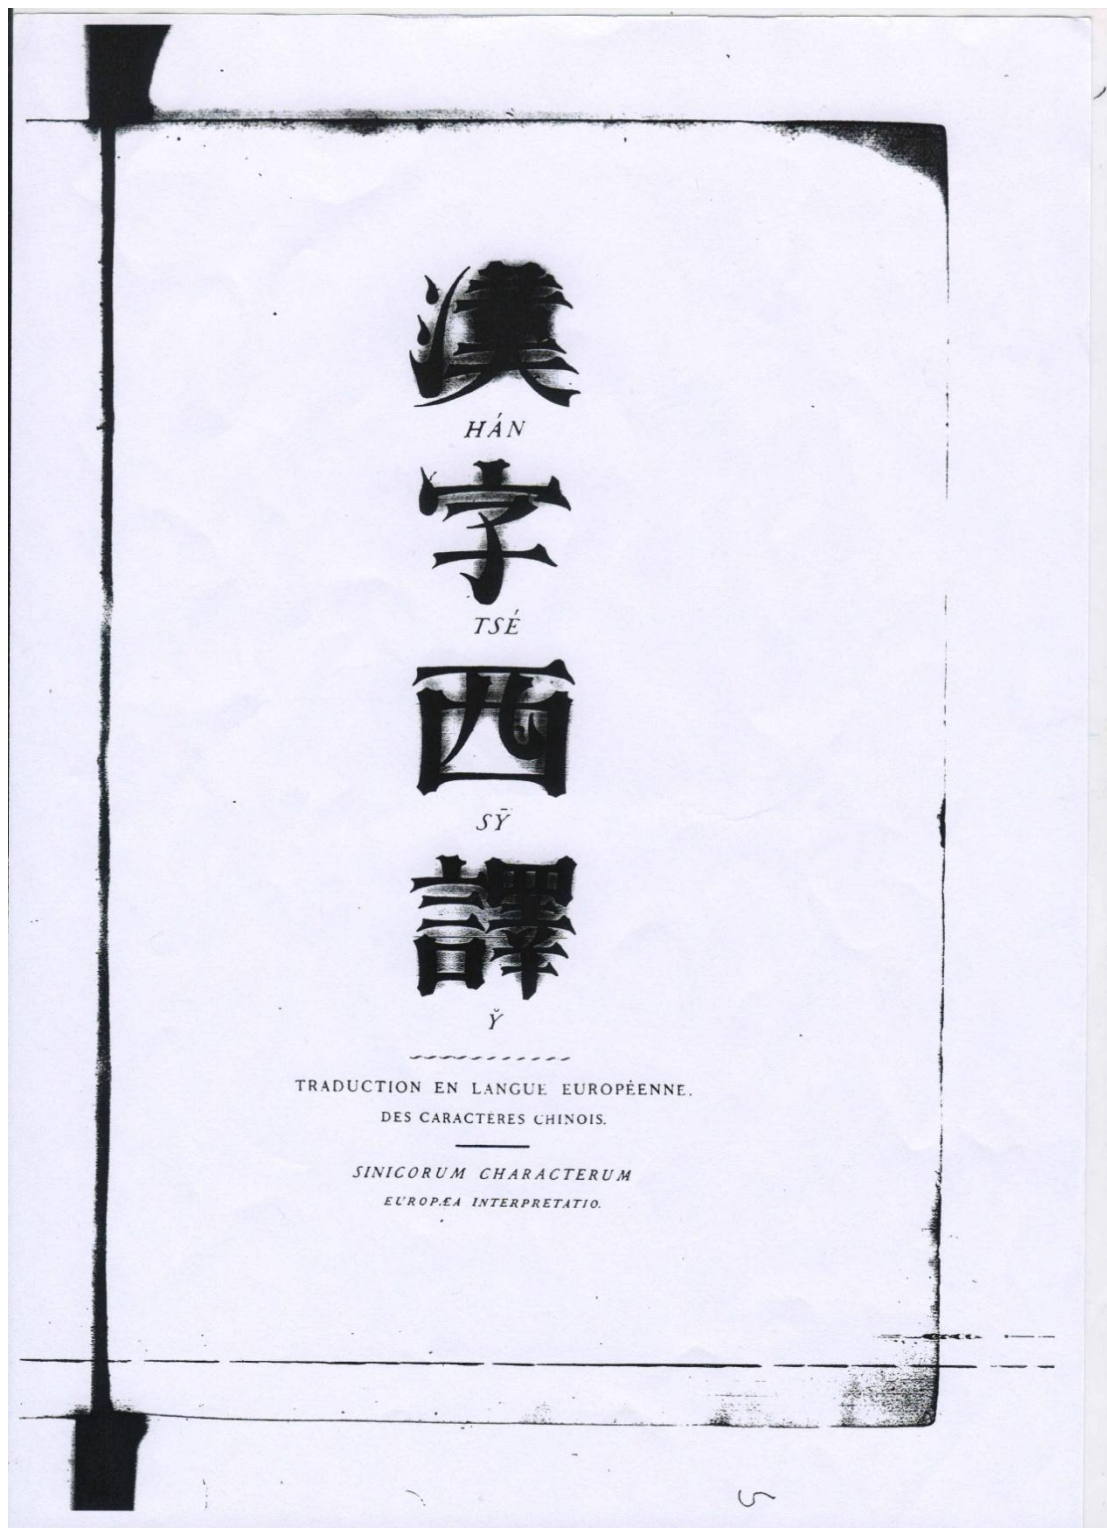 漢
HÁN
字
TSÉ
西
SȲ
譯
Y̆
TRADUCTION EN LANGUE EUROPÉENNE.
DES CARACTÈRES CHINOIS.
SINICORUM CHARACTERUM
EUROPÆA INTERPRETATIO.